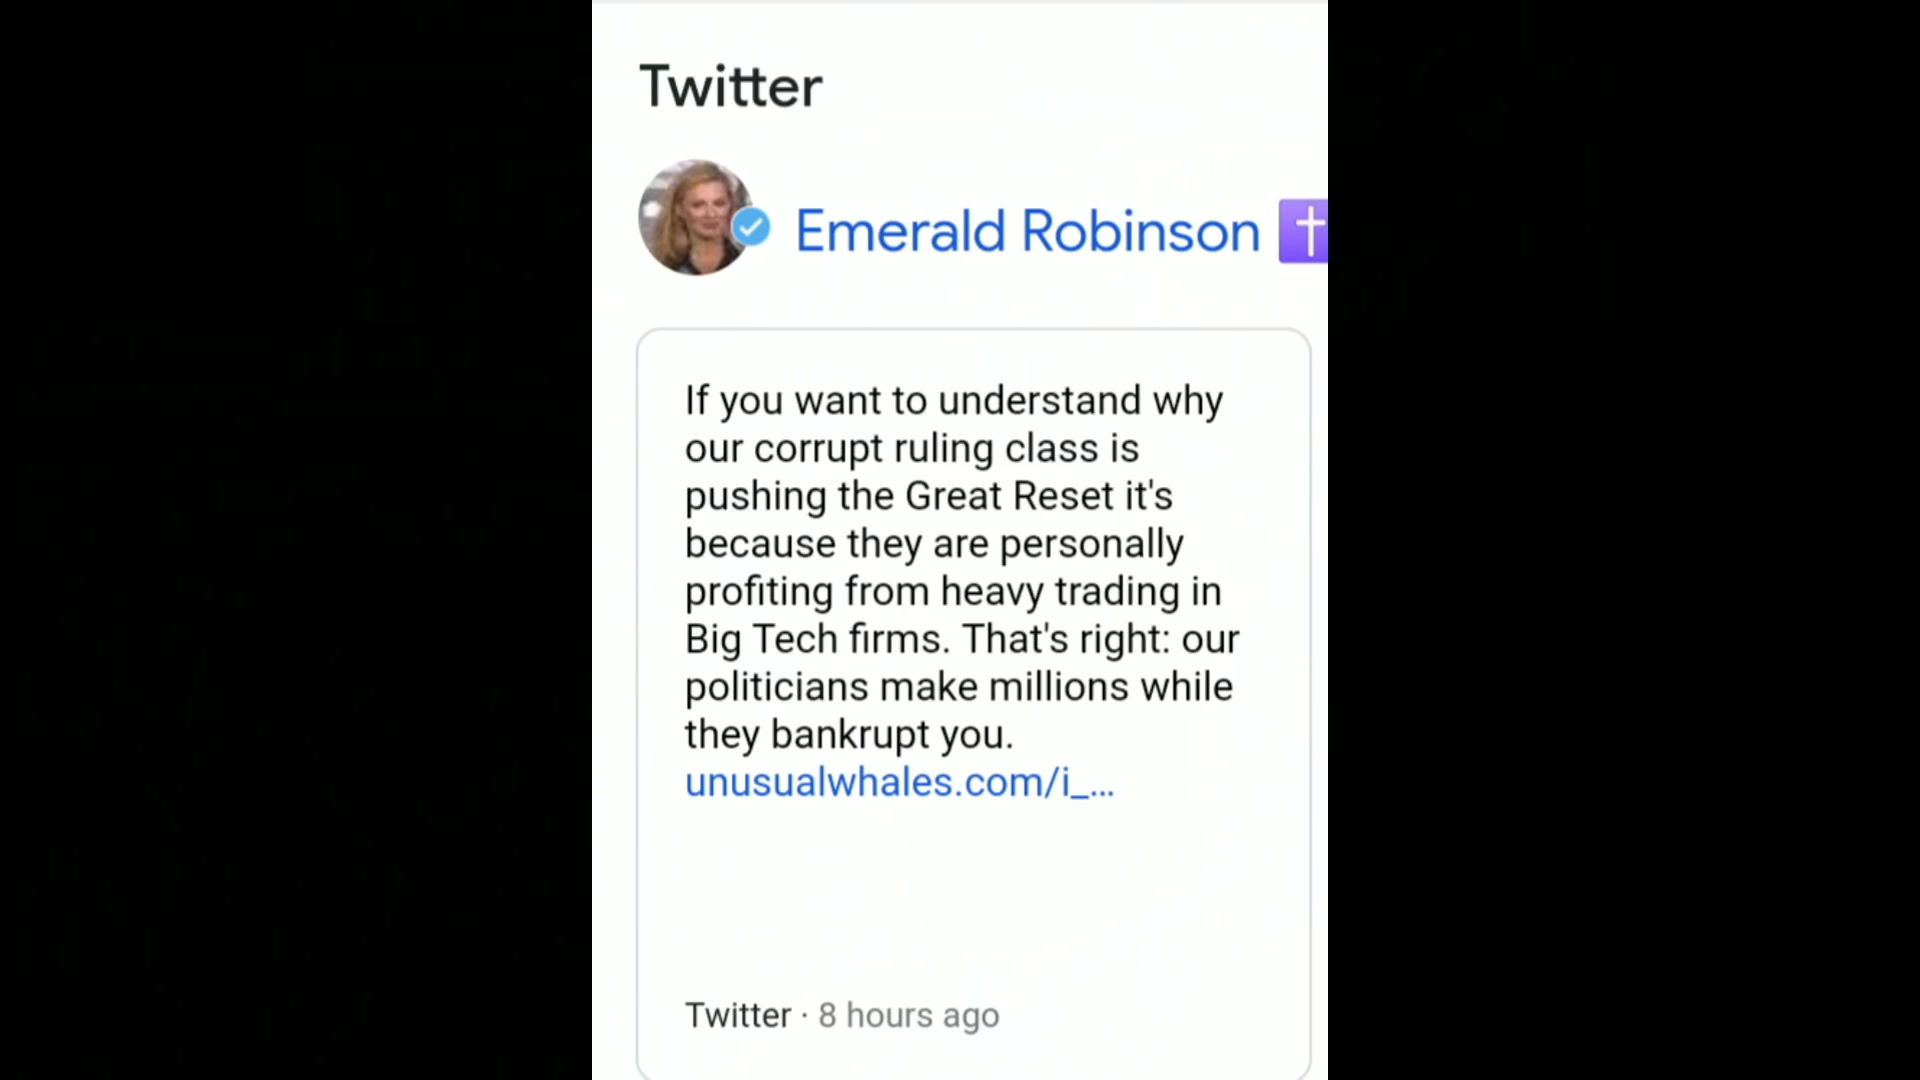 Twitter
Emerald Robinson ✝
If you want to understand why
our corrupt ruling class is
pushing the Great Reset it's
because they are personally
profiting from heavy trading in
Big Tech firms. That's right: our
politicians make millions while
they bankrupt you.
unusualwhales.com/i_...
Twitter · 8 hours ago